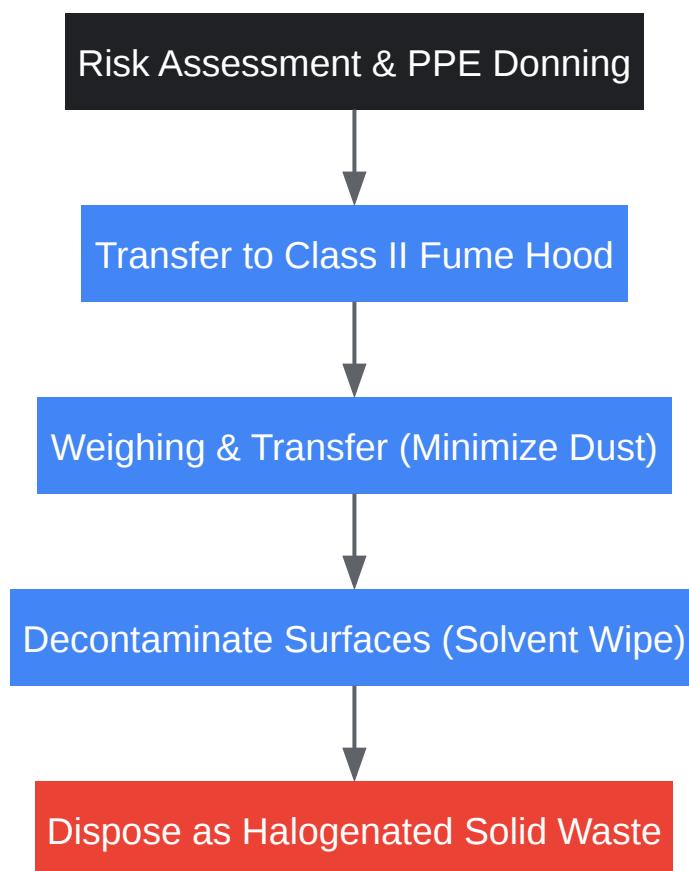 Risk Assessment & PPE Donning
Transfer to Class II Fume Hood
Weighing & Transfer (Minimize Dust)
Decontaminate Surfaces (Solvent Wipe)
Dispose as Halogenated Solid Waste